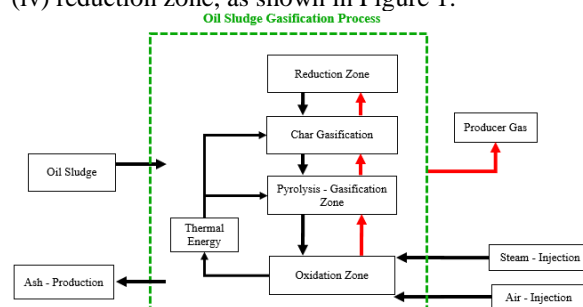 (iv) reduction zone, as shown in Figure 1.
Oil Sludge Gasification Process
Reduction Zone
Char Gasification
Producer Gas
Oil Sludge
Pyrolysis - Gasification
Zone
Thermal
Energy
Steam - Injection
Oxidation Zone
Ash - Production
Air - Injection